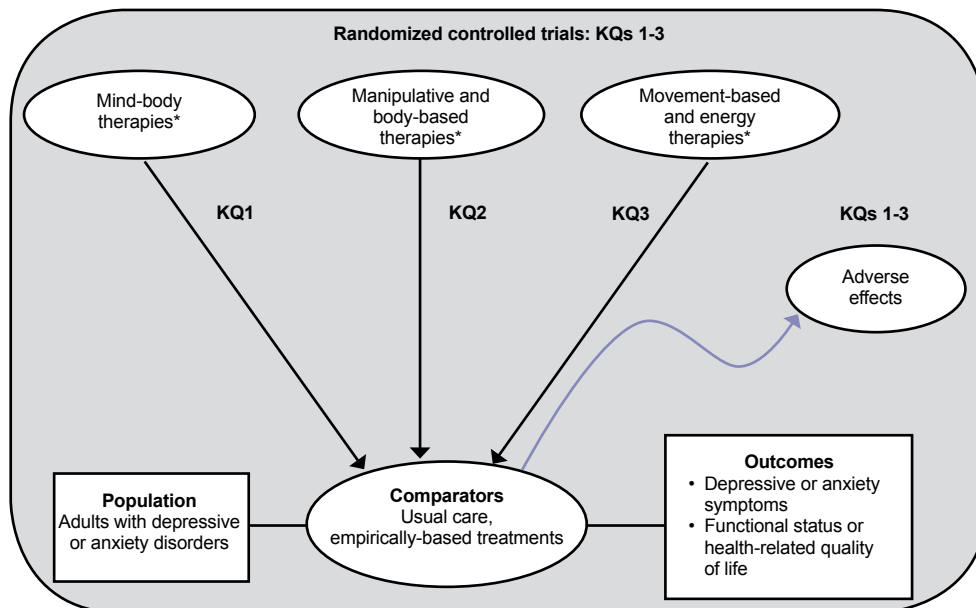 Randomized controlled trials: KQs 1-3
Mind-body
therapies*
Manipulative and
body-based
therapies*
Movement-based
and energy
therapies*
KQ1
KQ2
KQ3
KQs 1-3
Adverse
effects
Population
Adults with depressive
or anxiety disorders
Comparators
Usual care,
empirically-based treatments
Outcomes
• Depressive or anxiety
symptoms
• Functional status or
health-related quality
of life